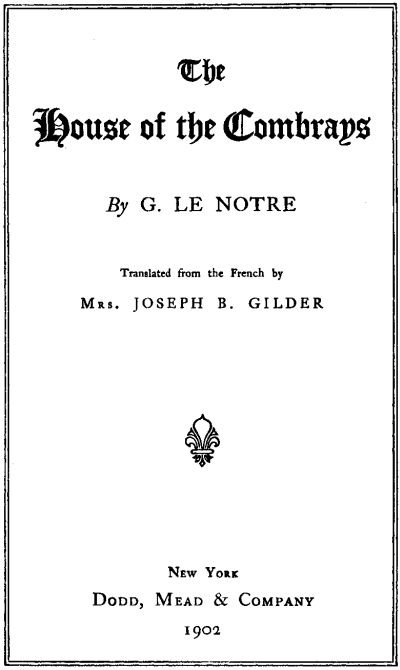 The
House of the Combrays
By G. LE NOTRE
Translated from the French by
MRS. JOSEPH B. GILDER
NEW YORK
DODD, MEAD & COMPANY
1902